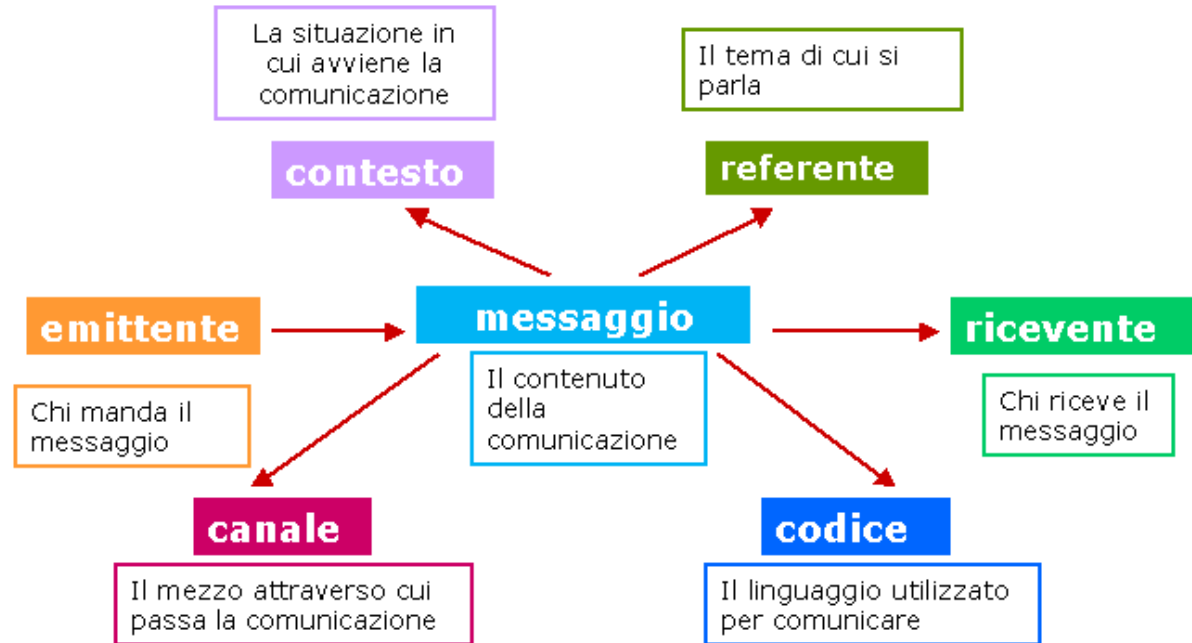 La situazione in
cui avviene la
comunicazione
contesto
Il tema di cui si
parla
referente
emittente
Chi manda il
messaggio
messaggio
Il contenuto
della
comunicazione
ricevente
Chi riceve il
messaggio
canale
Il mezzo attraverso cui
passa la comunicazione
codice
Il linguaggio utilizzato
per comunicare